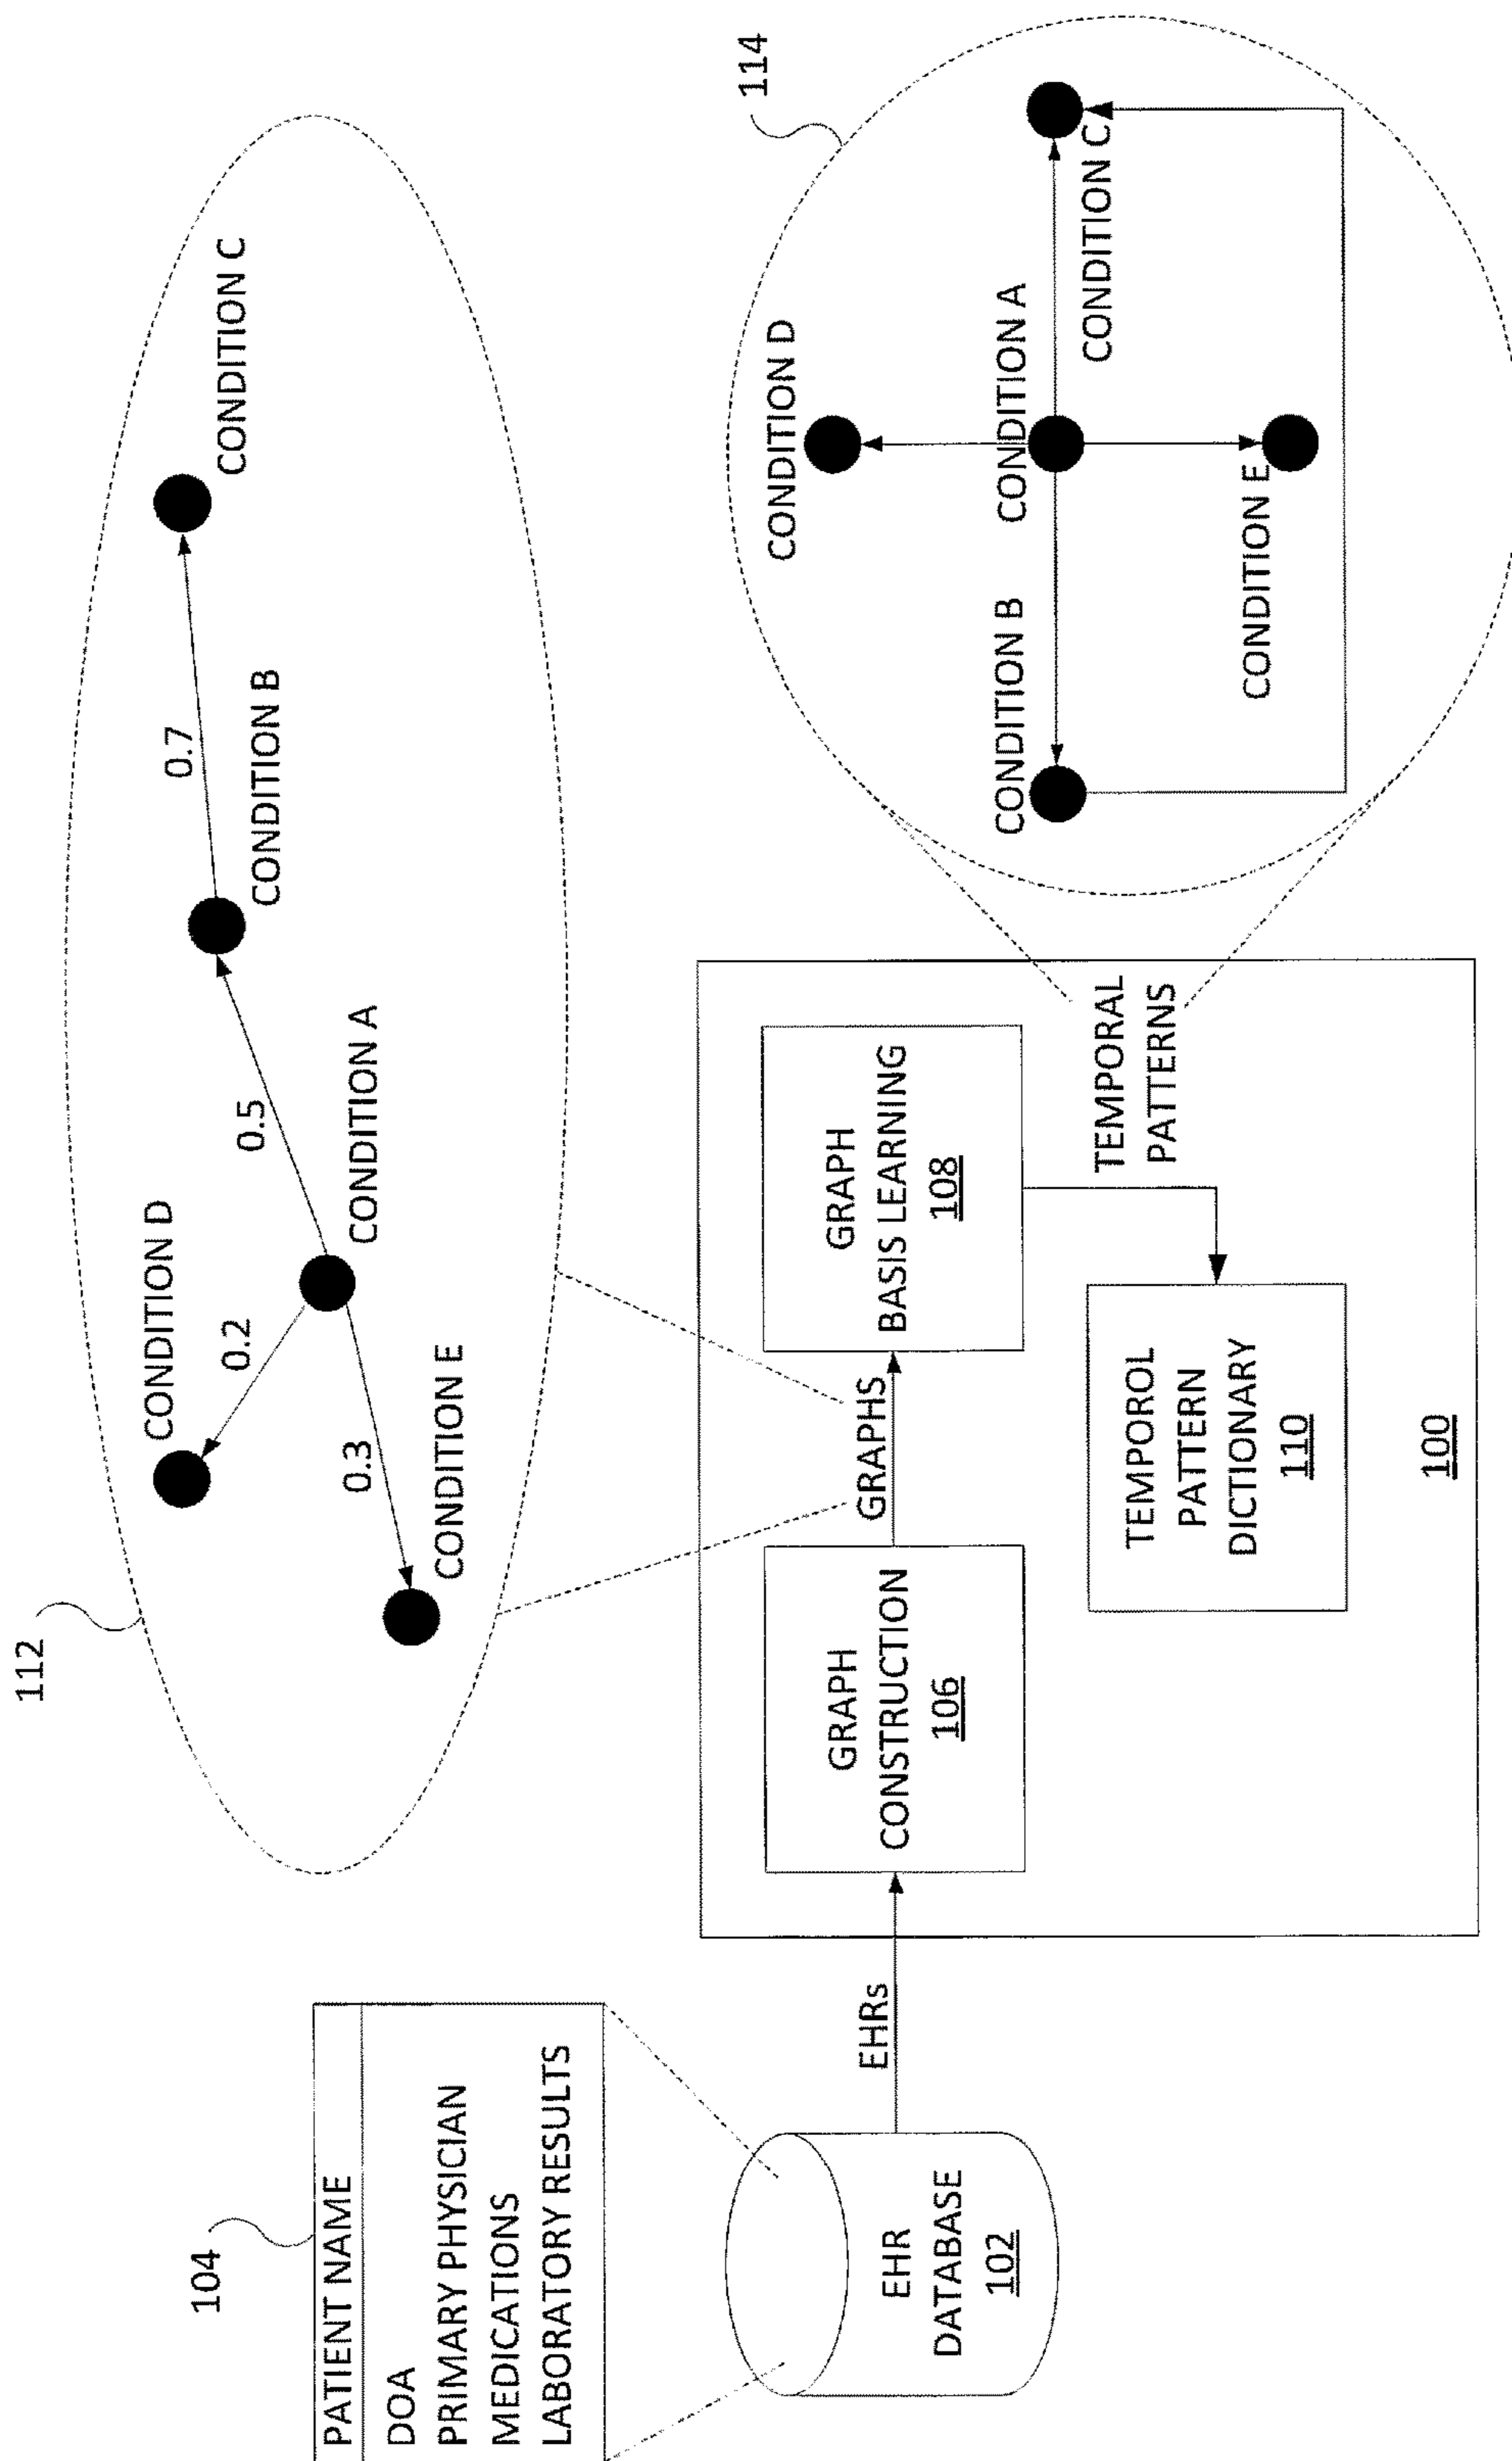 104
PATIENT NAME
DOA
PRIMARY PHYSICIAN
MEDICATIONS
LABORATORY RESULTS
EHR
DATABASE
102
EHRs
112
CONDITION D
0.2
0.3
CONDITION E
CONDITION A
0.5
CONDITION B
0.7
CONDITION C
GRAPH
CONSTRUCTION
106
GRAPHS
GRAPH
BASIS LEARNING
108
TEMPORAL
PATTERNS
TEMPOROL
PATTERN
DICTIONARY
110
100
114
CONDITION D
CONDITION B
CONDITION A
CONDITION C
CONDITION E